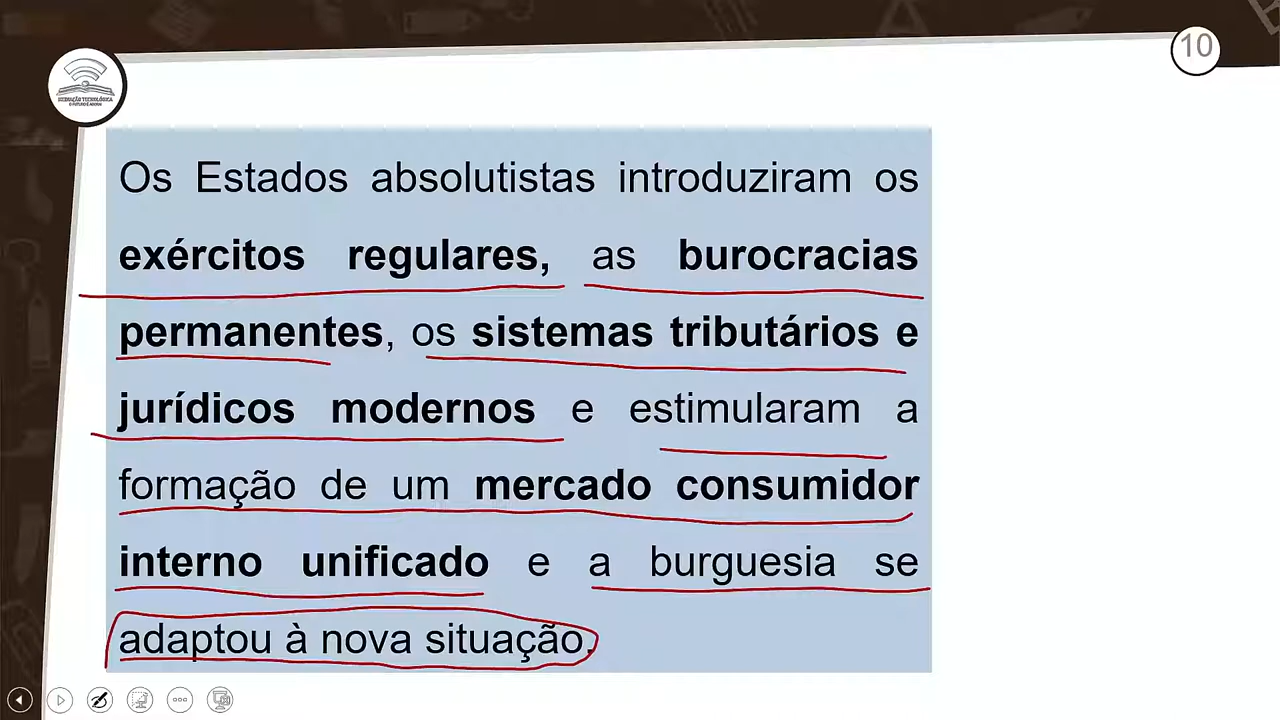 10
Os Estados absolutistas introduziram os
exércitos regulares, as burocracias
permanentes, os sistemas tributários e
jurídicos modernos e estimularam a
formação de um mercado consumidor
interno unificado e a burguesia se
adaptou à nova situação.